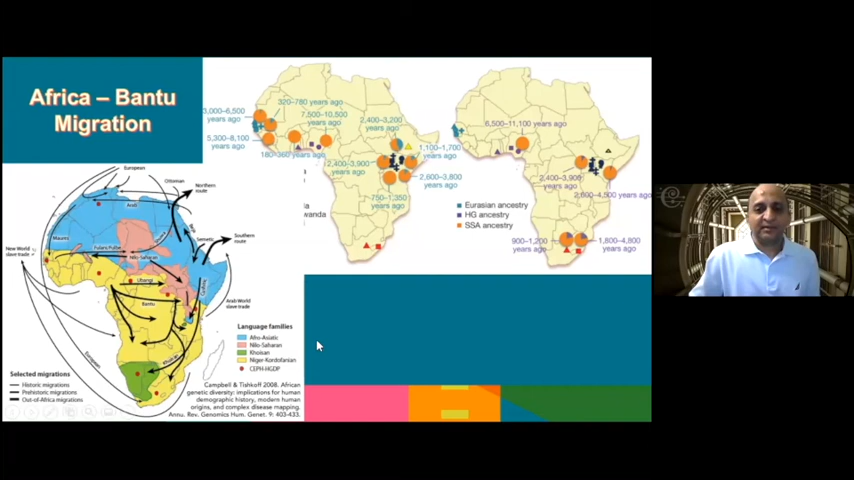 Africa – Bantu
Migration
3,000–6,500
years ago
320–780 years ago
7,500–10,500
years ago
2,400–3,200
years ago
5,300–8,100
years ago
180–360 years ago
1,100–1,700
years ago
2,400–3,900
years ago
2,600–3,800
years ago
750–1,350
years ago
Eurasian ancestry
HG ancestry
SSA ancestry
6,500–11,100 years ago
2,400–3,900
years ago
years ago
900–1,200
years ago
1,800–4,800
years ago
European
Ottoman
Northern
route
Arab
Semetic
Southern
route
New World
slave trade
Fulani/Fulbe
Nilo-Saharan
Ubangi
Bantu
Arab World
slave trade
European
Khoisan
Language families
Afro-Asiatic
Nilo-Saharan
Khoisan
Niger-Kordofanian
CEPH-HGDP
Selected migrations
Historic migrations
Prehistoric migrations
Out-of-Africa migrations
Campbell & Tishkoff 2008. African
genetic diversity: implications for human
demographic history, modern human
origins, and complex disease mapping.
Annu. Rev. Genomics Hum. Genet. 9: 403-433.